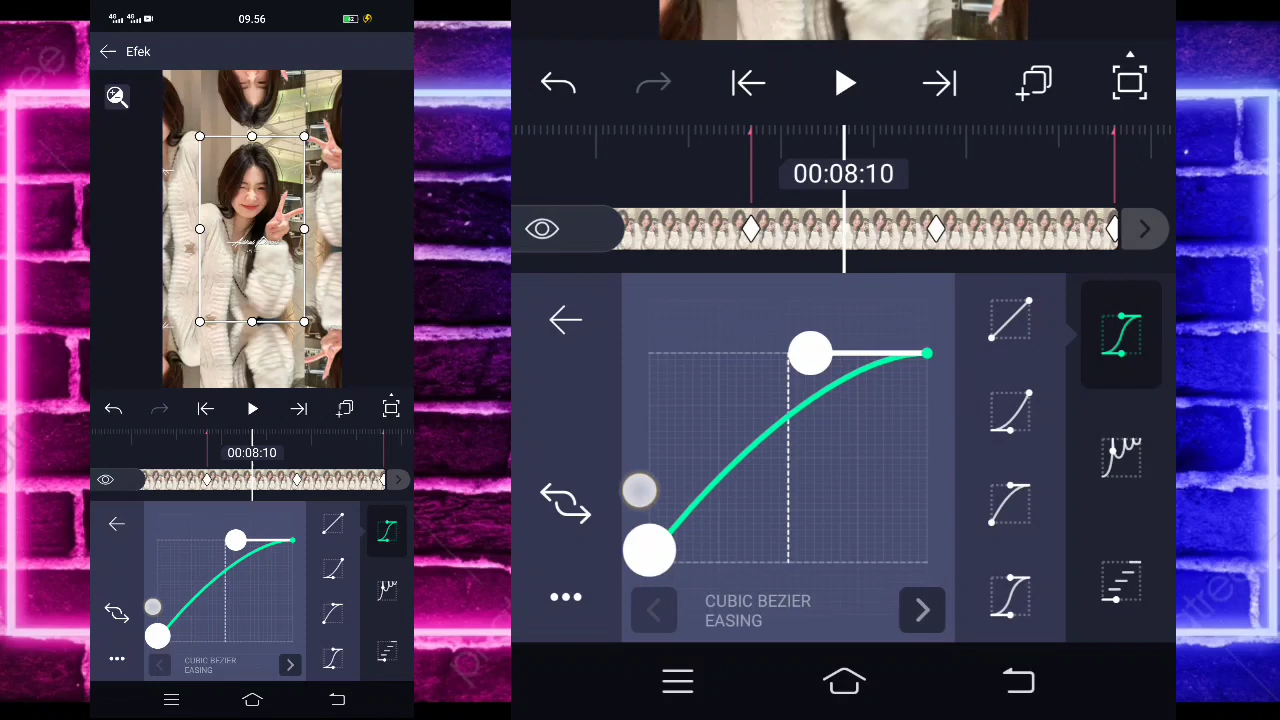 09.56
Efek
00:08:10
CUBIC BEZIER
EASING
00:08:10
CUBIC BEZIER
EASING